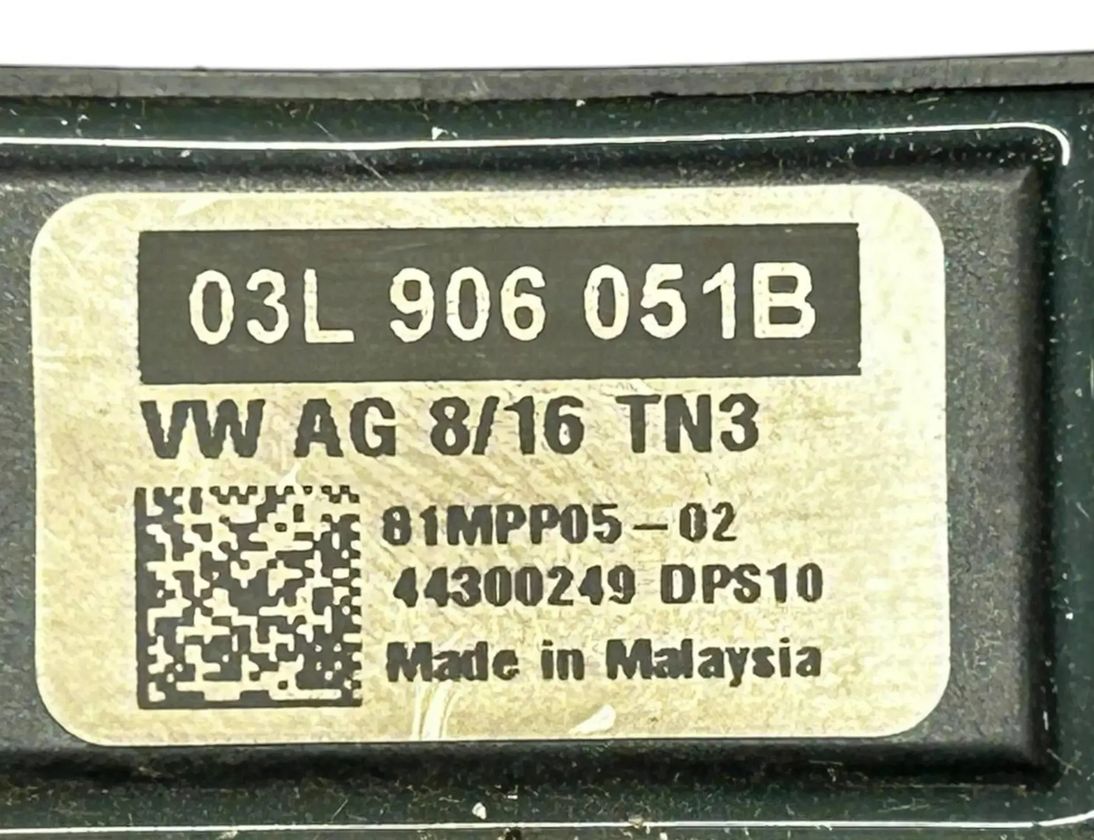 03L 906 051B
VW AG 8/16 TN3
81MPP05-02
44300249 DPS10
Made in Malaysia